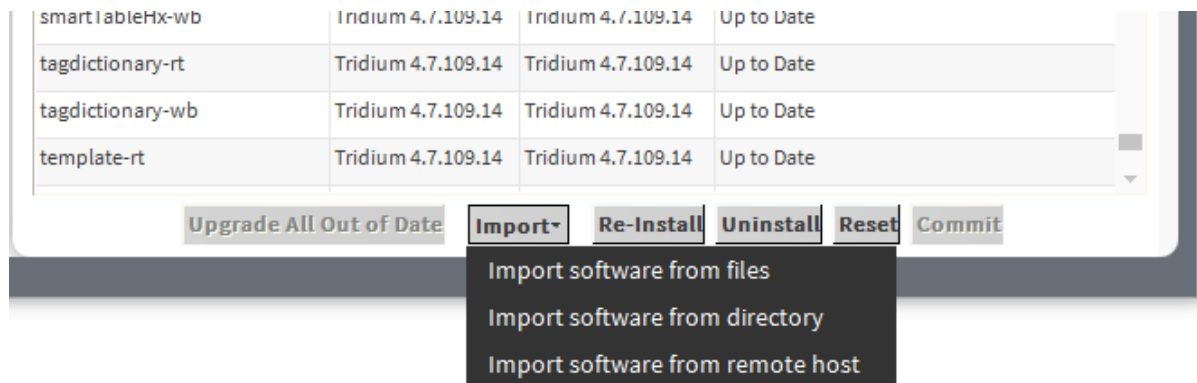 smartTableHx-wb Tridium 4.7.109.14 Tridium 4.7.109.14 Up to Date
tagdictionary-rt Tridium 4.7.109.14 Tridium 4.7.109.14 Up to Date
tagdictionary-wb Tridium 4.7.109.14 Tridium 4.7.109.14 Up to Date
template-rt Tridium 4.7.109.14 Tridium 4.7.109.14 Up to Date
Upgrade All Out of Date Import Re-Install Uninstall Reset Commit
Import software from files
Import software from directory
Import software from remote host